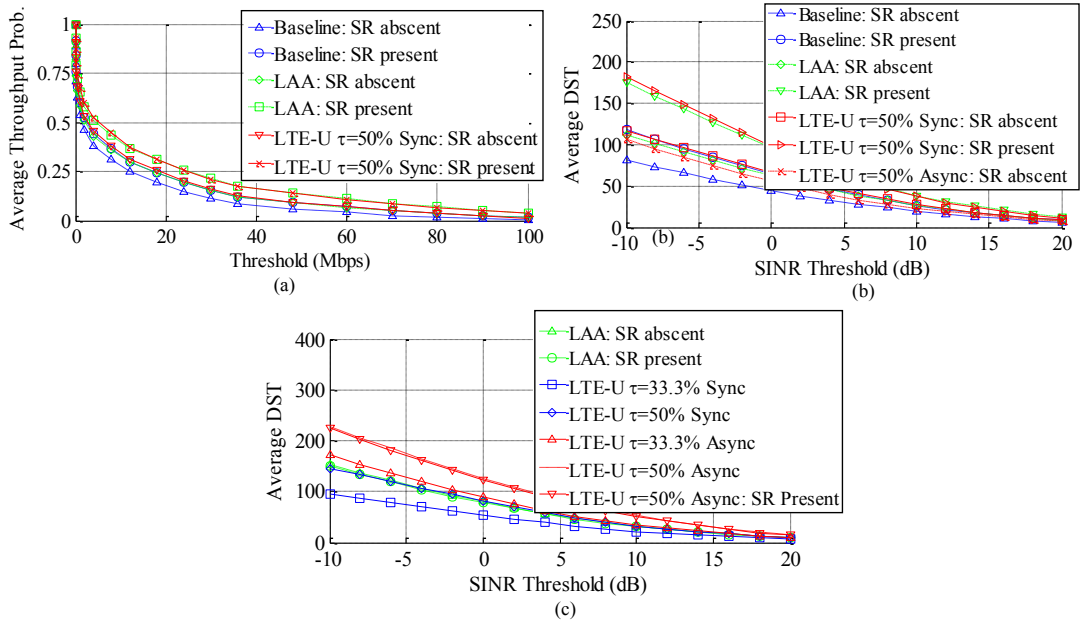 Average Throughput Prob.
1
0.75
0.5
0.25
0
0 20 40 60 80 100
Threshold (Mbps)
(a)
Baseline: SR abscent
Baseline: SR present
LAA: SR abscent
LAA: SR present
LTE-U τ=50% Sync: SR abscent
LTE-U τ=50% Sync: SR present
Average DST
250
200
150
100
50
0
-10 -5 0 5 10 15 20
(b)
SINR Threshold (dB)
(b)
Baseline: SR abscent
Baseline: SR present
LAA: SR abscent
LAA: SR present
LTE-U τ=50% Sync: SR abscent
LTE-U τ=50% Sync: SR present
LTE-U τ=50% Async: SR abscent
Average DST
400
300
200
100
0
-10 -5 0 5 10 15 20
SINR Threshold (dB)
(c)
LAA: SR abscent
LAA: SR present
LTE-U τ=33.3% Sync
LTE-U τ=50% Sync
LTE-U τ=33.3% Async
LTE-U τ=50% Async
LTE-U τ=50% Async: SR Present